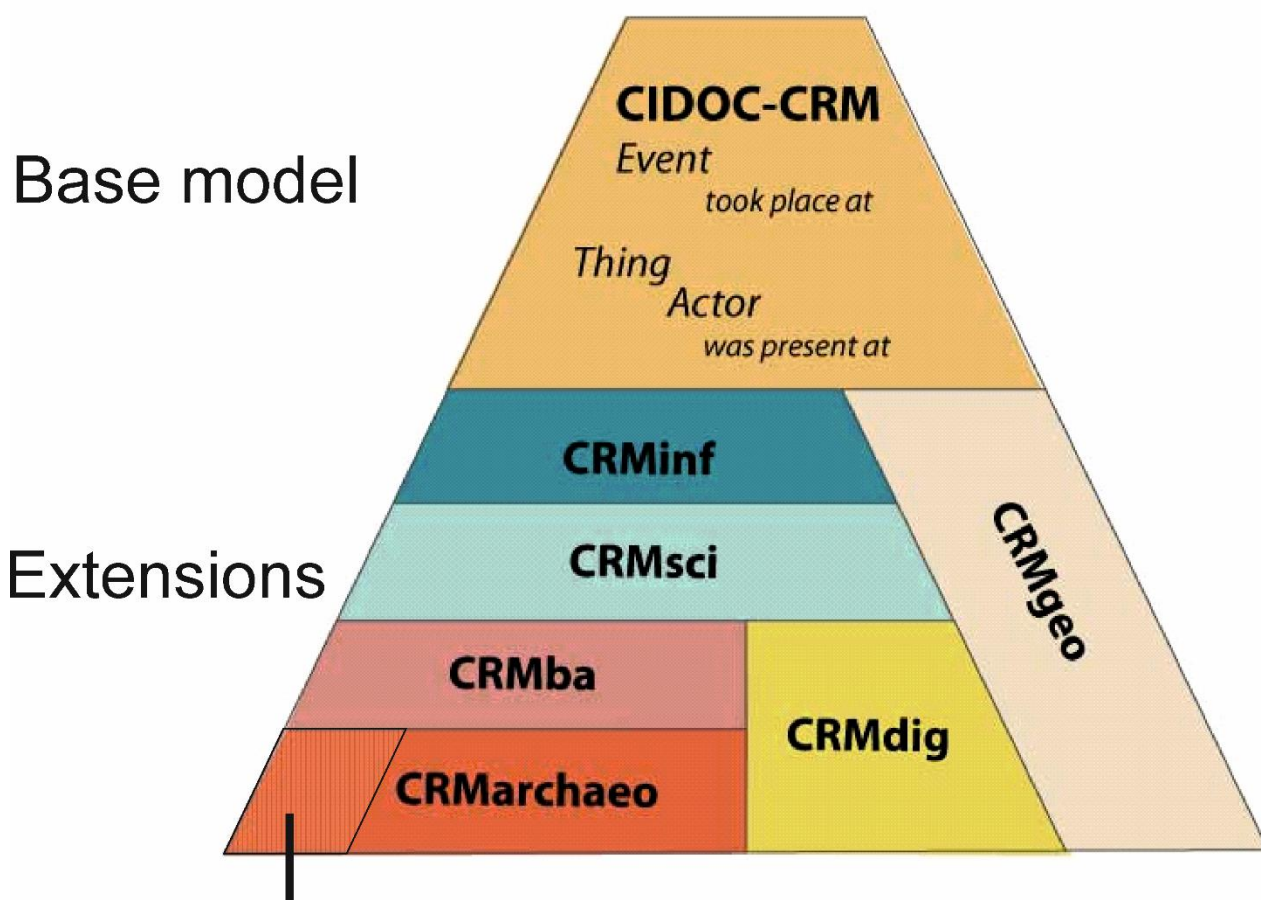 Base model
CIDOC-CRM
Event
took place at
Thing
Actor
was present at
Extensions
CRMinf
CRMsci
CRMgeo
CRMba
CRMdig
CRMarchaeo